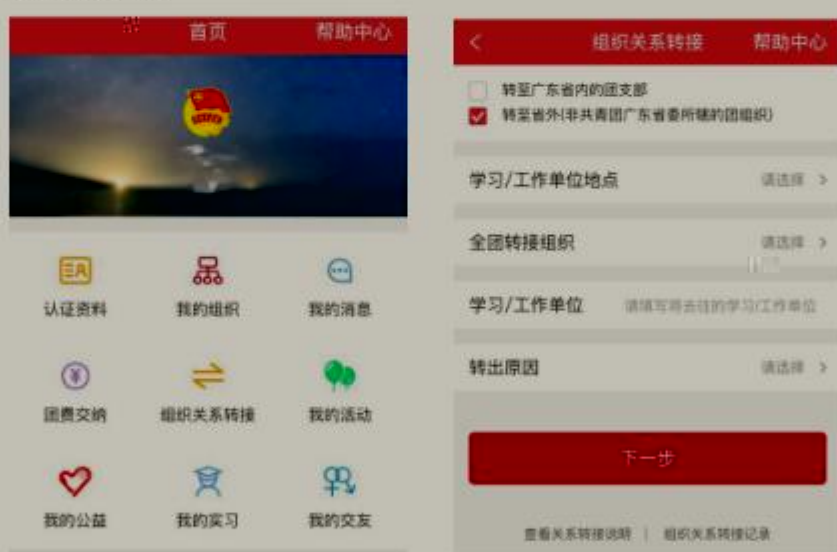 首页
帮助中心
认证资料
我的组织
我的消息
团费交纳
组织关系转接
我的活动
我的公益
我的实习
我的交友
组织关系转接
帮助中心
转至广东省内的团支部
转至省外(非共青团广东省委所辖的团组织)
学习/工作单位地点
请选择
全团转接组织
请选择
学习/工作单位
请填写将去往的学习/工作单位
转出原因
请选择
下一步
查看关系转接说明 | 组织关系转接记录